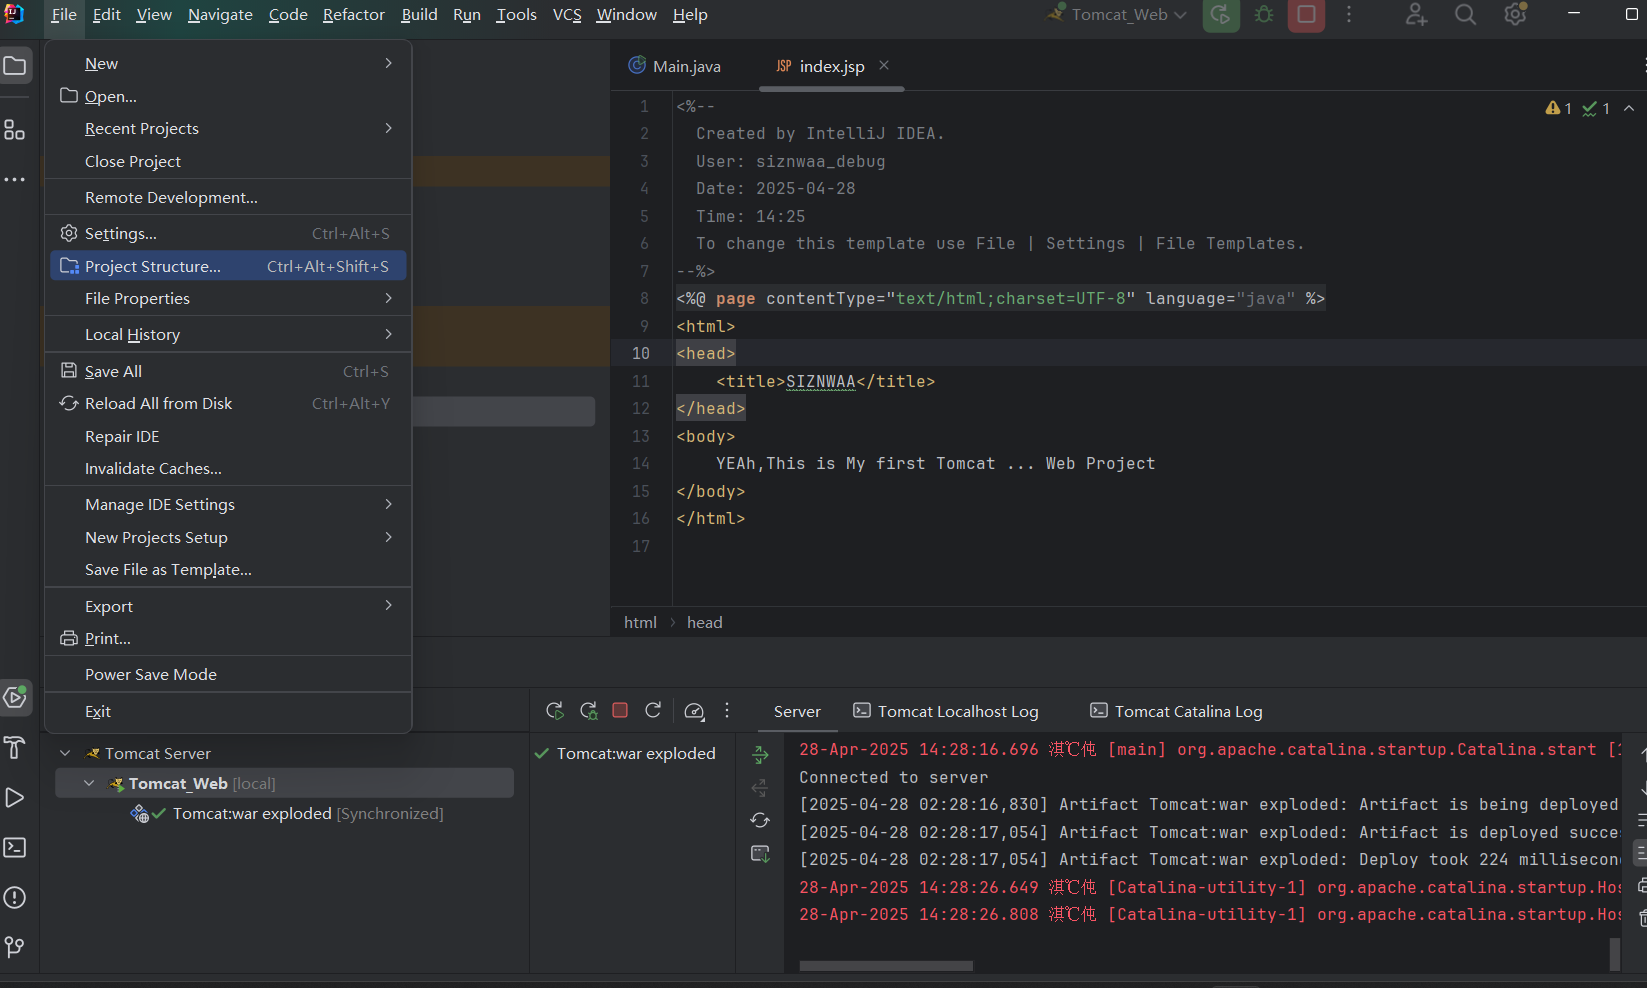 File Edit View Navigate Code Refactor Build Run Tools VCS Window Help
Tomcat_Web
New
Open...
Recent Projects
Close Project
Remote Development...
Settings... Ctrl+Alt+S
Project Structure... Ctrl+Alt+Shift+S
File Properties
Local History
Save All Ctrl+S
Reload All from Disk Ctrl+Alt+Y
Repair IDE
Invalidate Caches...
Manage IDE Settings
New Projects Setup
Save File as Template...
Export
Print...
Power Save Mode
Exit
Main.java
JSP index.jsp
1 1
1 <%--
2 Created by IntelliJ IDEA.
3 User: siznwaa_debug
4 Date: 2025-04-28
5 Time: 14:25
6 To change this template use File | Settings | File Templates.
7 --%>
8 <%@ page contentType="text/html;charset=UTF-8" language="java" %>
9 <html>
10 <head>
11 <title>SIZNWAA</title>
12 </head>
13 <body>
14 YEAh,This is My first Tomcat ... Web Project
15 </body>
16 </html>
17
html > head
Server Tomcat Localhost Log Tomcat Catalina Log
Tomcat Server
Tomcat_Web [local]
Tomcat:war exploded [Synchronized]
Tomcat:war exploded
28-Apr-2025 14:28:16.696 淇℃伅 [main] org.apache.catalina.startup.Catalina.start
Connected to server
[2025-04-28 02:28:16,830] Artifact Tomcat:war exploded: Artifact is being deployed
[2025-04-28 02:28:17,054] Artifact Tomcat:war exploded: Artifact is deployed succe
[2025-04-28 02:28:17,054] Artifact Tomcat:war exploded: Deploy took 224 millisecon
28-Apr-2025 14:28:26.649 淇℃伅 [Catalina-utility-1] org.apache.catalina.startup.Hos
28-Apr-2025 14:28:26.808 淇℃伅 [Catalina-utility-1] org.apache.catalina.startup.Hos